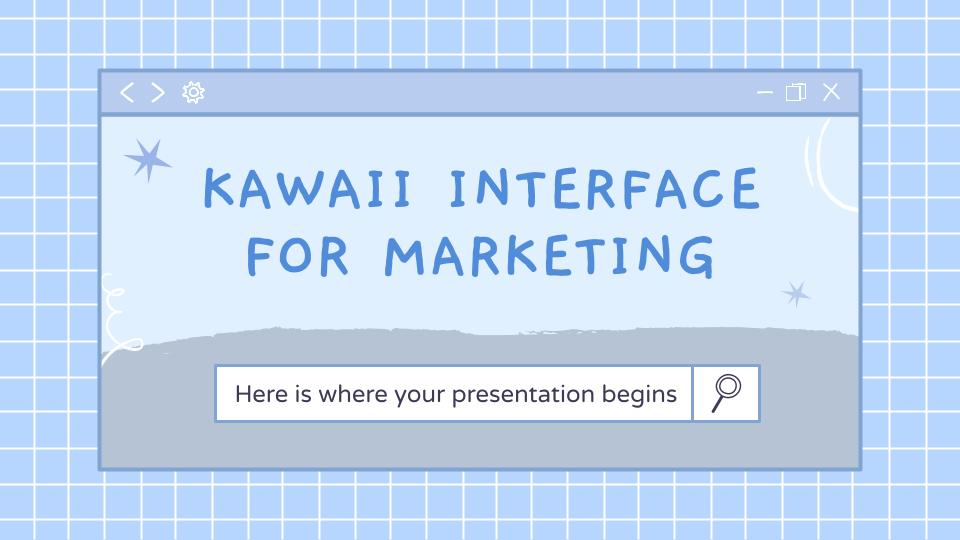 KAWAII INTERFACE
FOR MARKETING
Here is where your presentation begins